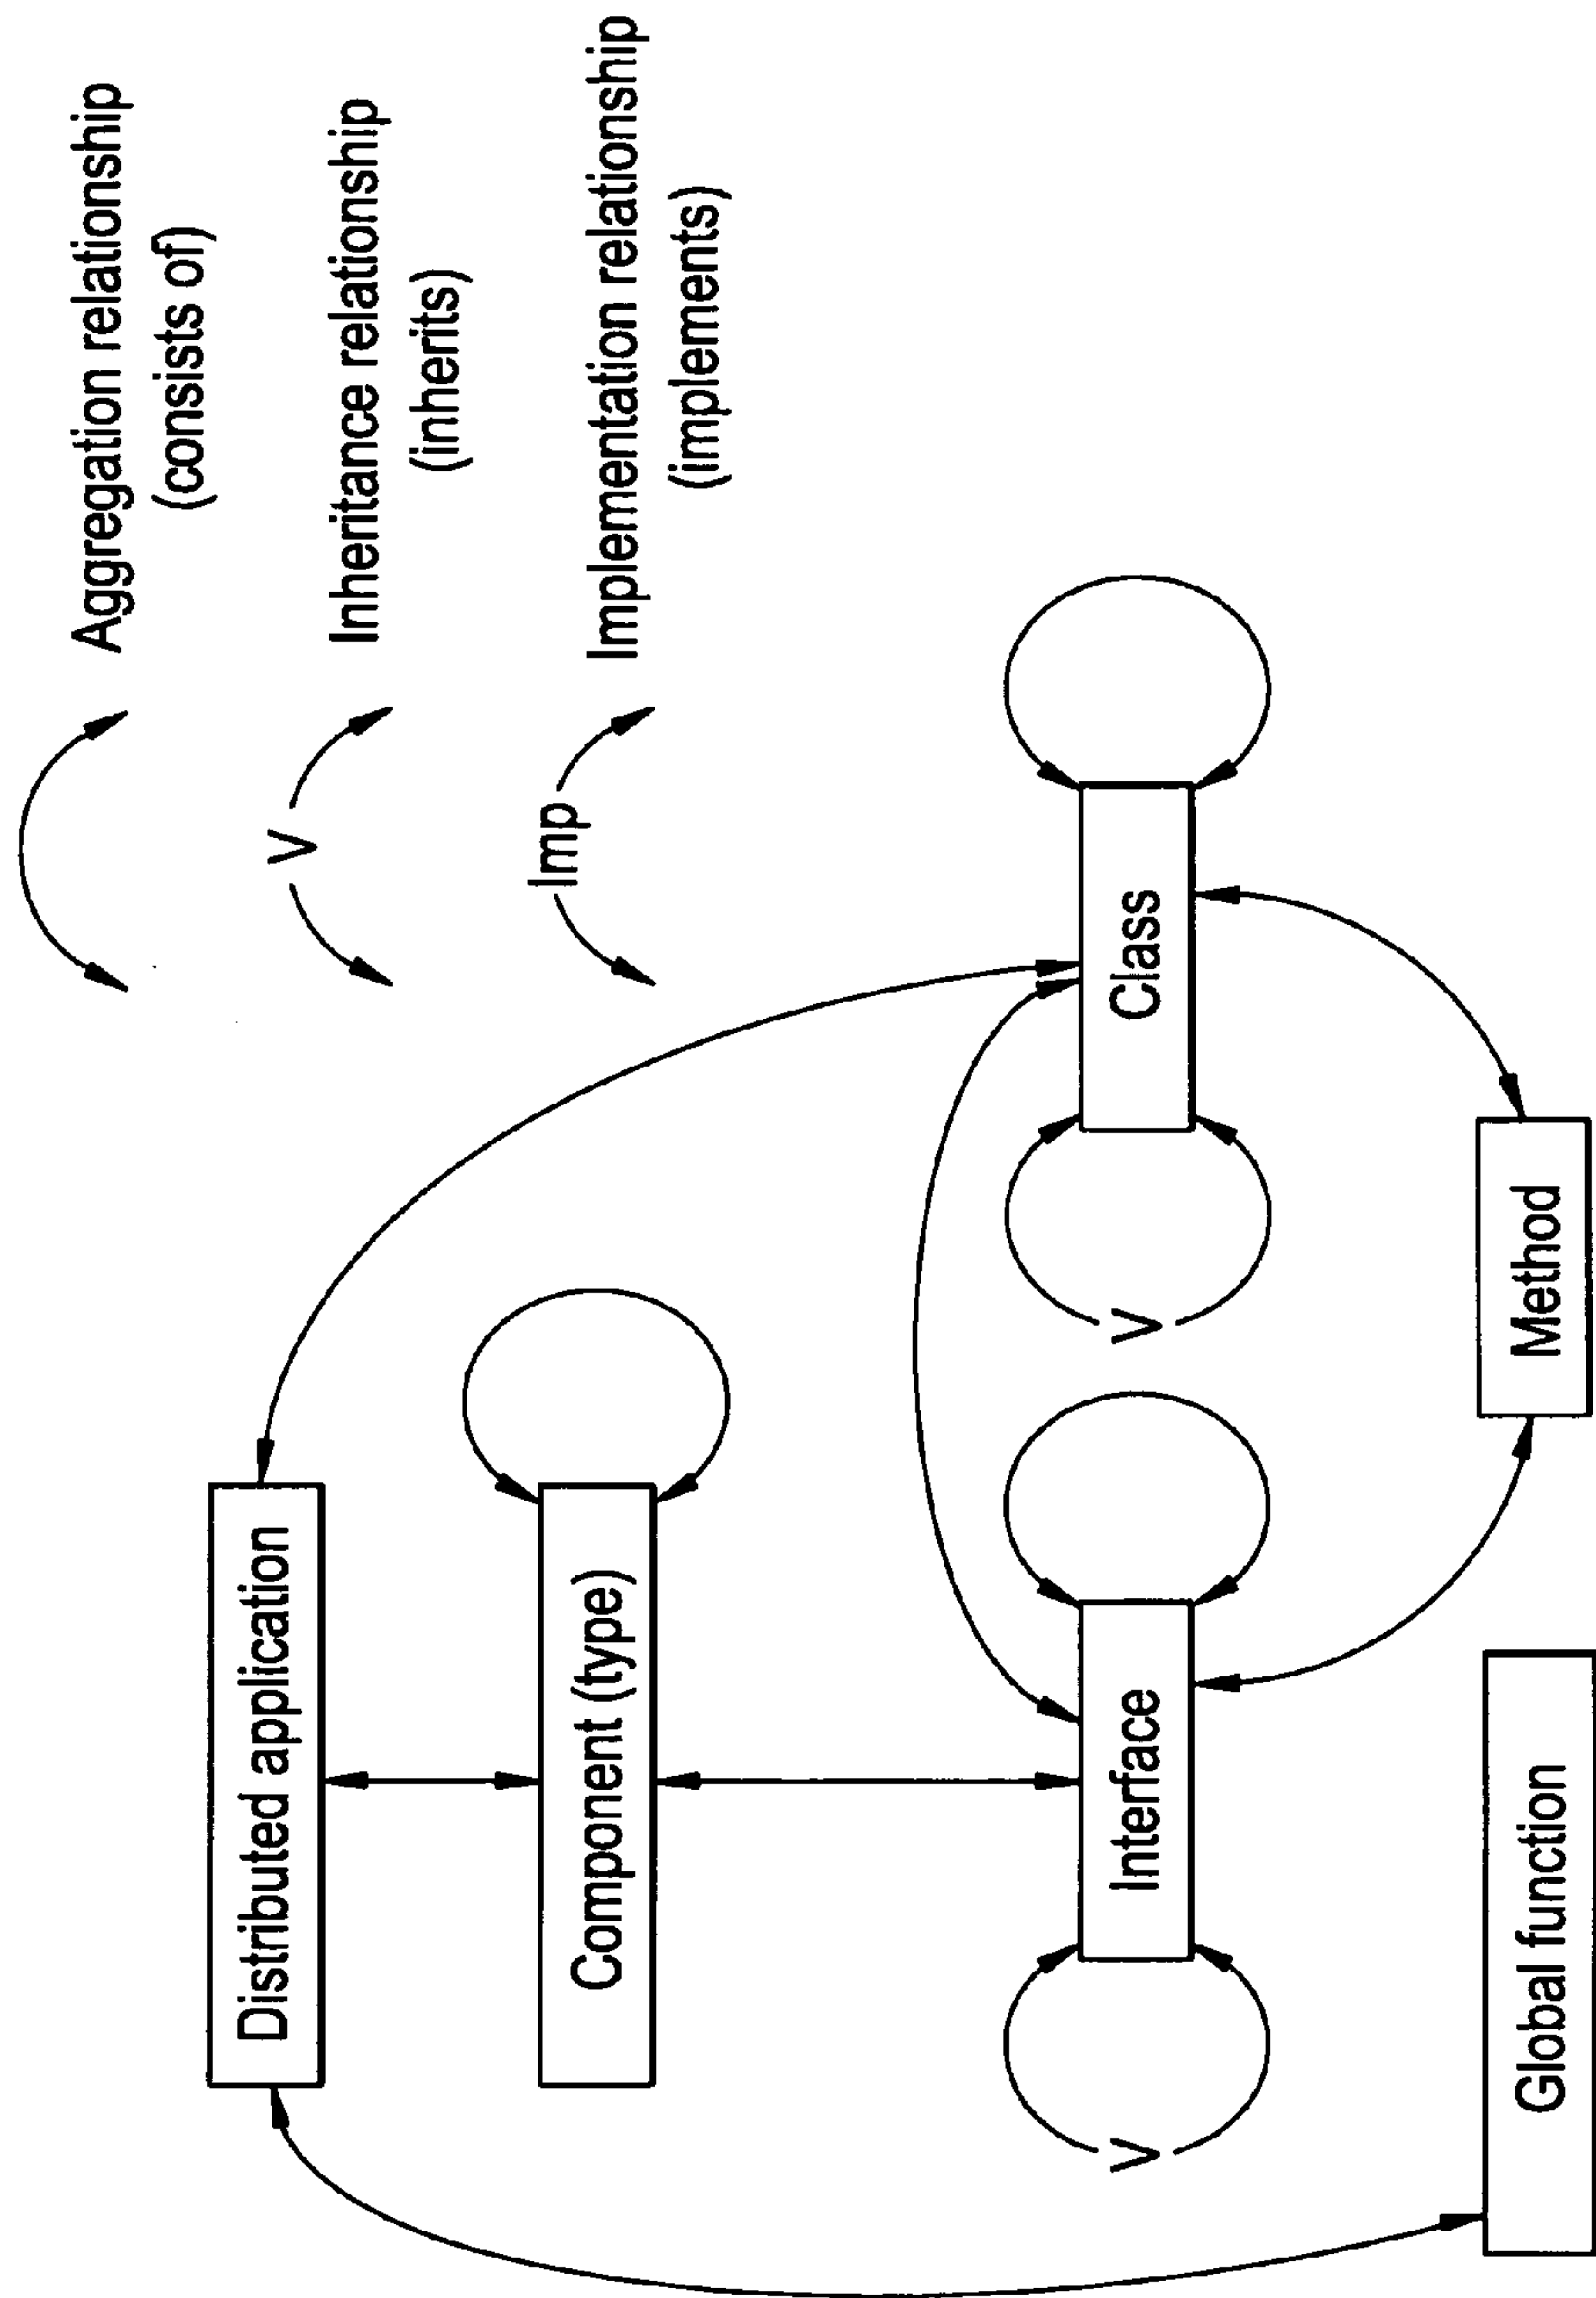 Distributed application
Component (type)
Interface
Class
V
V
Global function
Method
Aggregation relationship
(consists of)
V
Inheritance relationship
(inherits)
Imp
Implementation relationship
(implements)